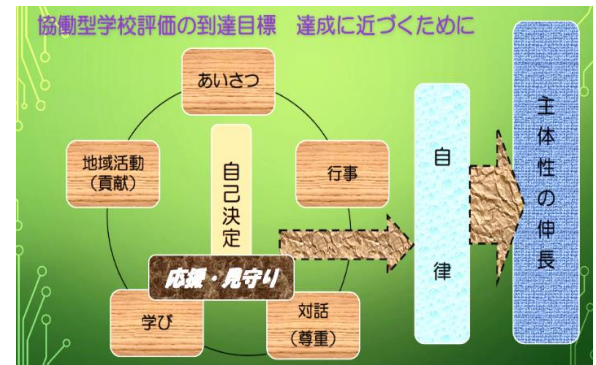 協働型学校評価の到達目標　達成に近づくために
あいさつ
地域活動
（貢献）
自己決定
行事
応援・見守り
学び
対話
（尊重）
自律
主体性の伸長